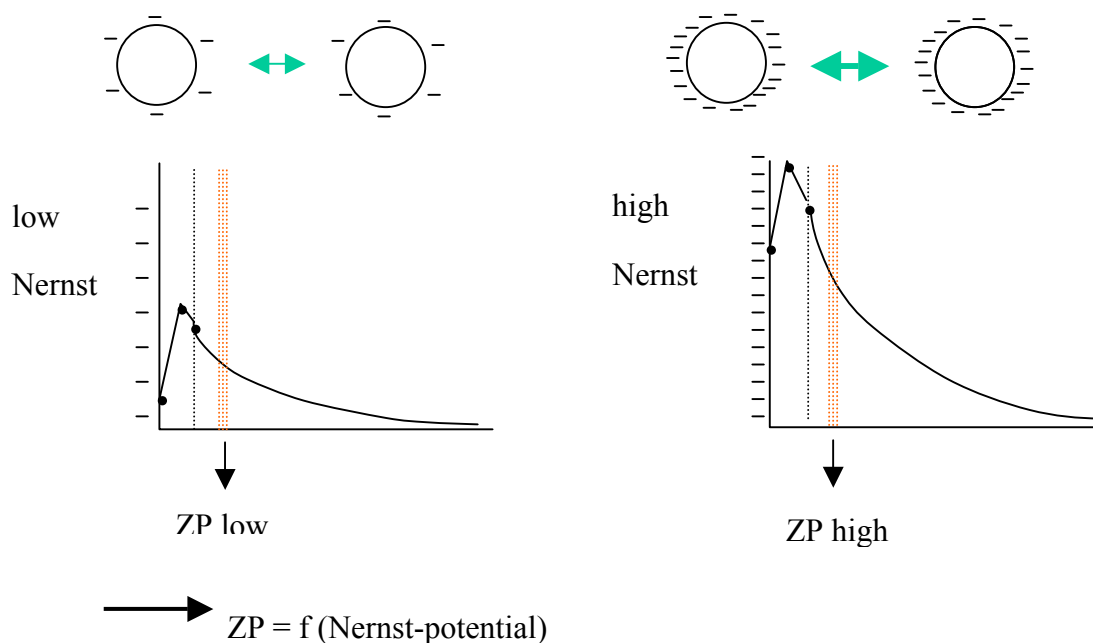 low
Nernst
ZP low
high
Nernst
ZP high
ZP = f (Nernst-potential)